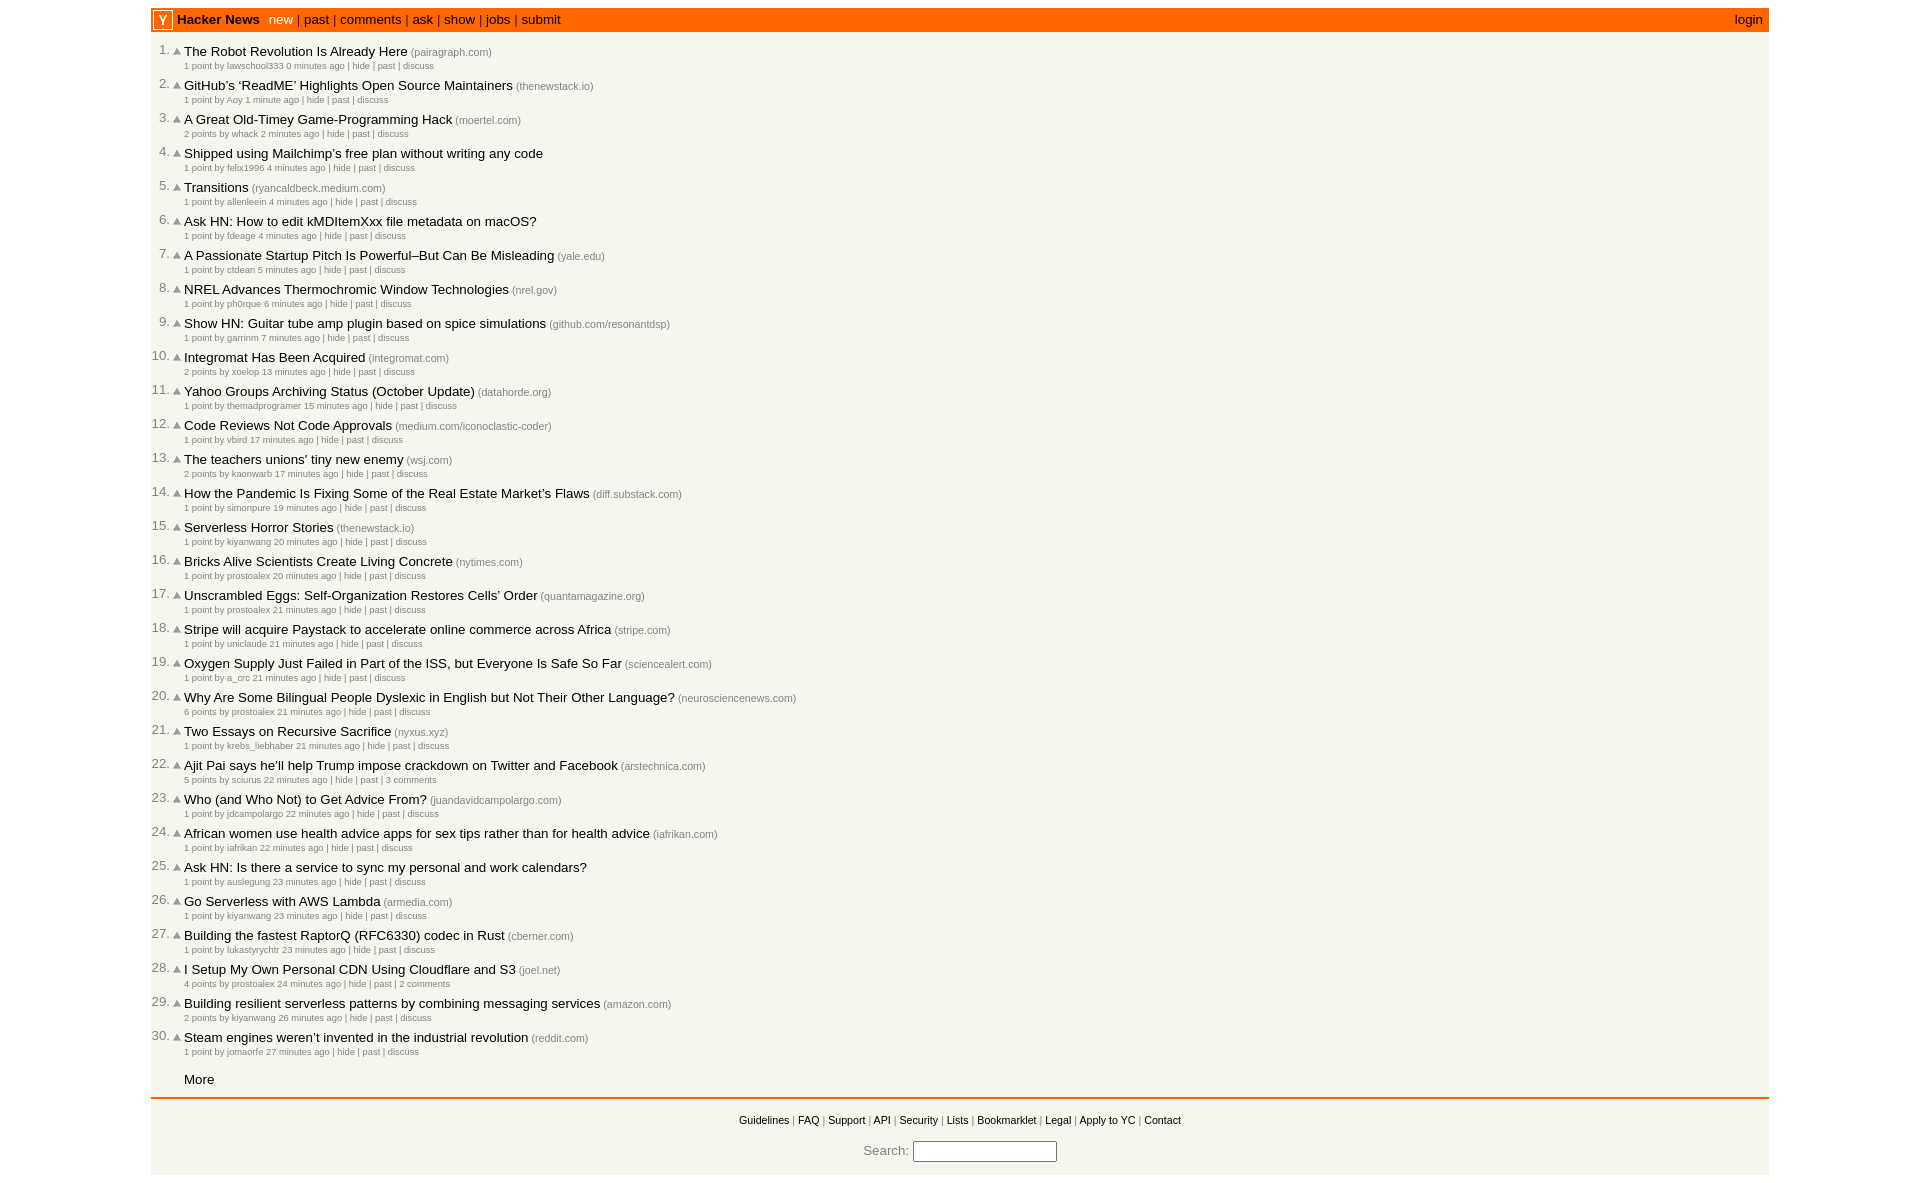 Y Hacker News new | past | comments | ask | show | jobs | submit login
1. The Robot Revolution Is Already Here (pairagraph.com)
1 point by lawschool333 0 minutes ago | hide | past | discuss
2. GitHub’s ‘ReadME’ Highlights Open Source Maintainers (thenewstack.io)
1 point by Aoy 1 minute ago | hide | past | discuss
3. A Great Old-Timey Game-Programming Hack (moertel.com)
2 points by whack 2 minutes ago | hide | past | discuss
4. Shipped using Mailchimp’s free plan without writing any code
1 point by felix1996 4 minutes ago | hide | past | discuss
5. Transitions (ryancaldbeck.medium.com)
1 point by allenleein 4 minutes ago | hide | past | discuss
6. Ask HN: How to edit kMDItemXxx file metadata on macOS?
1 point by fdeage 4 minutes ago | hide | past | discuss
7. A Passionate Startup Pitch Is Powerful–But Can Be Misleading (yale.edu)
1 point by ctdean 5 minutes ago | hide | past | discuss
8. NREL Advances Thermochromic Window Technologies (nrel.gov)
1 point by ph0rque 6 minutes ago | hide | past | discuss
9. Show HN: Guitar tube amp plugin based on spice simulations (github.com/resonantdsp)
1 point by garrinm 7 minutes ago | hide | past | discuss
10. Integromat Has Been Acquired (integromat.com)
2 points by xoelop 13 minutes ago | hide | past | discuss
11. Yahoo Groups Archiving Status (October Update) (datahorde.org)
1 point by themadprogramer 15 minutes ago | hide | past | discuss
12. Code Reviews Not Code Approvals (medium.com/iconoclastic-coder)
1 point by vbird 17 minutes ago | hide | past | discuss
13. The teachers unions' tiny new enemy (wsj.com)
2 points by kaonwarb 17 minutes ago | hide | past | discuss
14. How the Pandemic Is Fixing Some of the Real Estate Market’s Flaws (diff.substack.com)
1 point by simonpure 19 minutes ago | hide | past | discuss
15. Serverless Horror Stories (thenewstack.io)
1 point by kiyanwang 20 minutes ago | hide | past | discuss
16. Bricks Alive Scientists Create Living Concrete (nytimes.com)
1 point by prostoalex 20 minutes ago | hide | past | discuss
17. Unscrambled Eggs: Self-Organization Restores Cells’ Order (quantamagazine.org)
1 point by prostoalex 21 minutes ago | hide | past | discuss
18. Stripe will acquire Paystack to accelerate online commerce across Africa (stripe.com)
1 point by uniclaude 21 minutes ago | hide | past | discuss
19. Oxygen Supply Just Failed in Part of the ISS, but Everyone Is Safe So Far (sciencealert.com)
1 point by a_crc 21 minutes ago | hide | past | discuss
20. Why Are Some Bilingual People Dyslexic in English but Not Their Other Language? (neurosciencenews.com)
6 points by prostoalex 21 minutes ago | hide | past | discuss
21. Two Essays on Recursive Sacrifice (nyxus.xyz)
1 point by krebs_liebhaber 21 minutes ago | hide | past | discuss
22. Ajit Pai says he’ll help Trump impose crackdown on Twitter and Facebook (arstechnica.com)
5 points by sciurus 22 minutes ago | hide | past | 3 comments
23. Who (and Who Not) to Get Advice From? (juandavidcampolargo.com)
1 point by jdcampolargo 22 minutes ago | hide | past | discuss
24. African women use health advice apps for sex tips rather than for health advice (iafrikan.com)
1 point by iafrikan 22 minutes ago | hide | past | discuss
25. Ask HN: Is there a service to sync my personal and work calendars?
1 point by auslegung 23 minutes ago | hide | past | discuss
26. Go Serverless with AWS Lambda (armedia.com)
1 point by kiyanwang 23 minutes ago | hide | past | discuss
27. Building the fastest RaptorQ (RFC6330) codec in Rust (cberner.com)
1 point by lukastyrychtr 23 minutes ago | hide | past | discuss
28. I Setup My Own Personal CDN Using Cloudflare and S3 (joel.net)
4 points by prostoalex 24 minutes ago | hide | past | 2 comments
29. Building resilient serverless patterns by combining messaging services (amazon.com)
2 points by kiyanwang 26 minutes ago | hide | past | discuss
30. Steam engines weren’t invented in the industrial revolution (reddit.com)
1 point by jomaorfe 27 minutes ago | hide | past | discuss
More
Guidelines | FAQ | Support | API | Security | Lists | Bookmarklet | Legal | Apply to YC | Contact
Search: